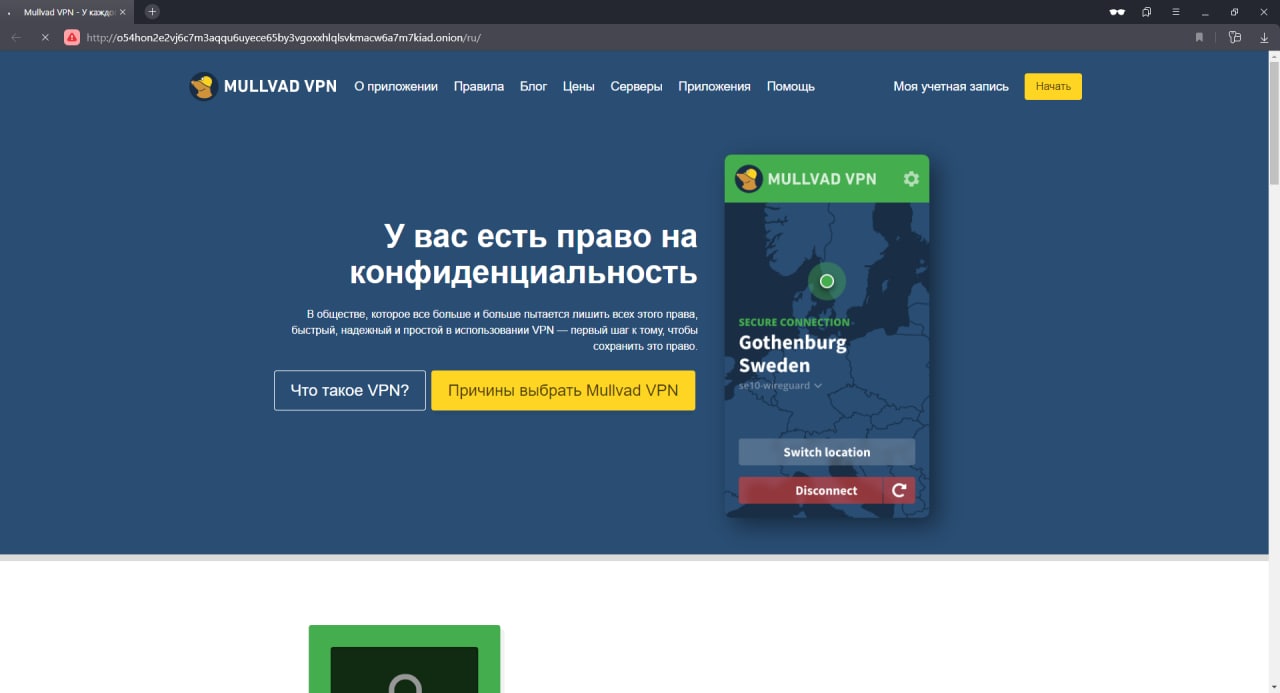 Mullvad VPN - У каждо
http://o54hon2e2vj6c7m3aqqu6uyece65by3vgoxxhlqlsvkmacw6a7m7kiad.onion/ru/
MULLVAD VPN О приложении Правила Блог Цены Серверы Приложения Помощь Моя учетная запись Начать
MULLVAD VPN
У вас есть право на
конфиденциальность
В обществе, которое все больше и больше пытается лишить всех этого права,
быстрый, надежный и простой в использовании VPN — первый шаг к тому, чтобы
сохранить это право.
Что такое VPN? Причины выбрать Mullvad VPN
SECURE CONNECTION
Gothenburg
Sweden
se10-wireguard
Switch location
Disconnect